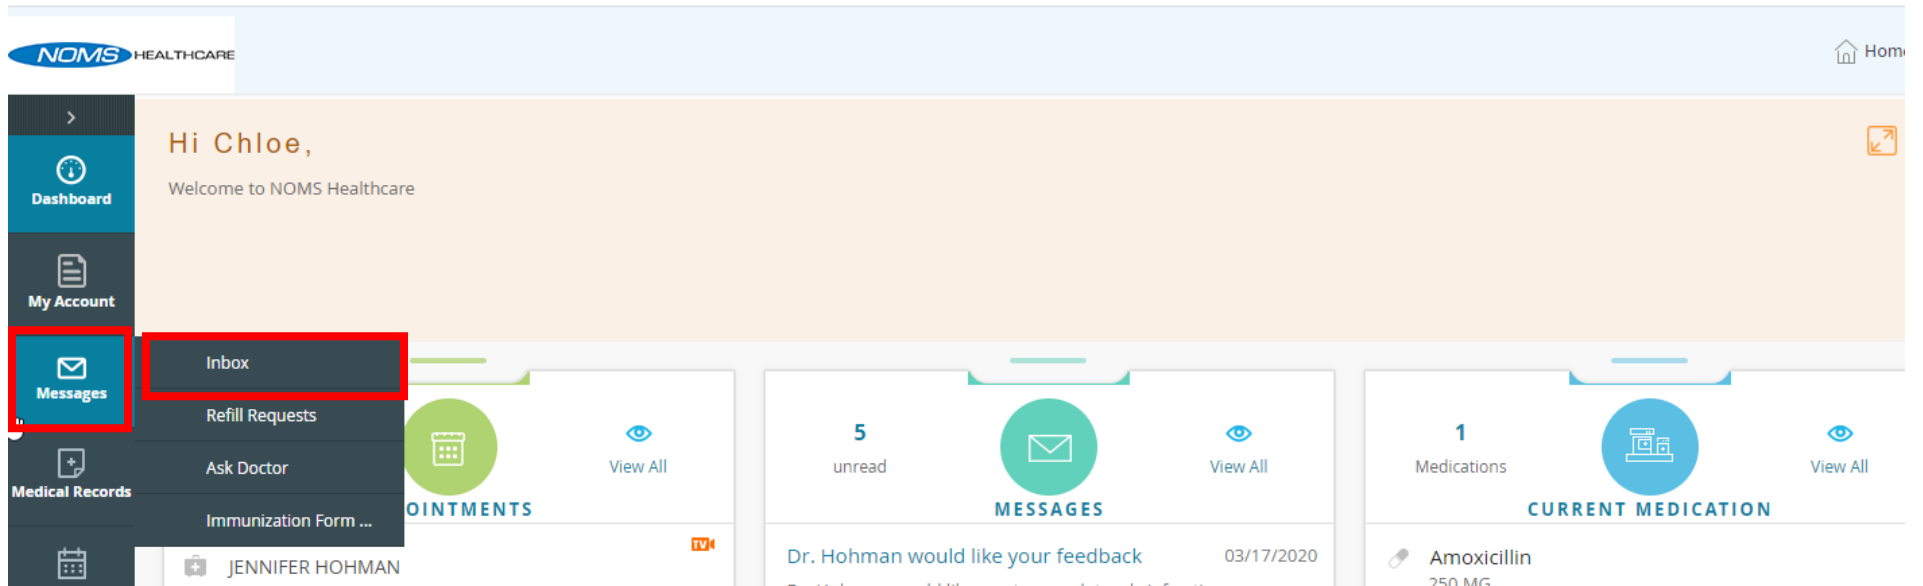 NOMS HEALTHCARE
Hom
>
Hi Chloe,
Welcome to NOMS Healthcare
Dashboard
My Account
Messages
Medical Records
Inbox
Refill Requests
Ask Doctor
Immunization Form ...
View All
OINTMENTS
TV
JENNIFER HOHMAN
5
unread
View All
MESSAGES
Dr. Hohman would like your feedback 03/17/2020
1
Medications
View All
CURRENT MEDICATION
Amoxicillin
250 MG